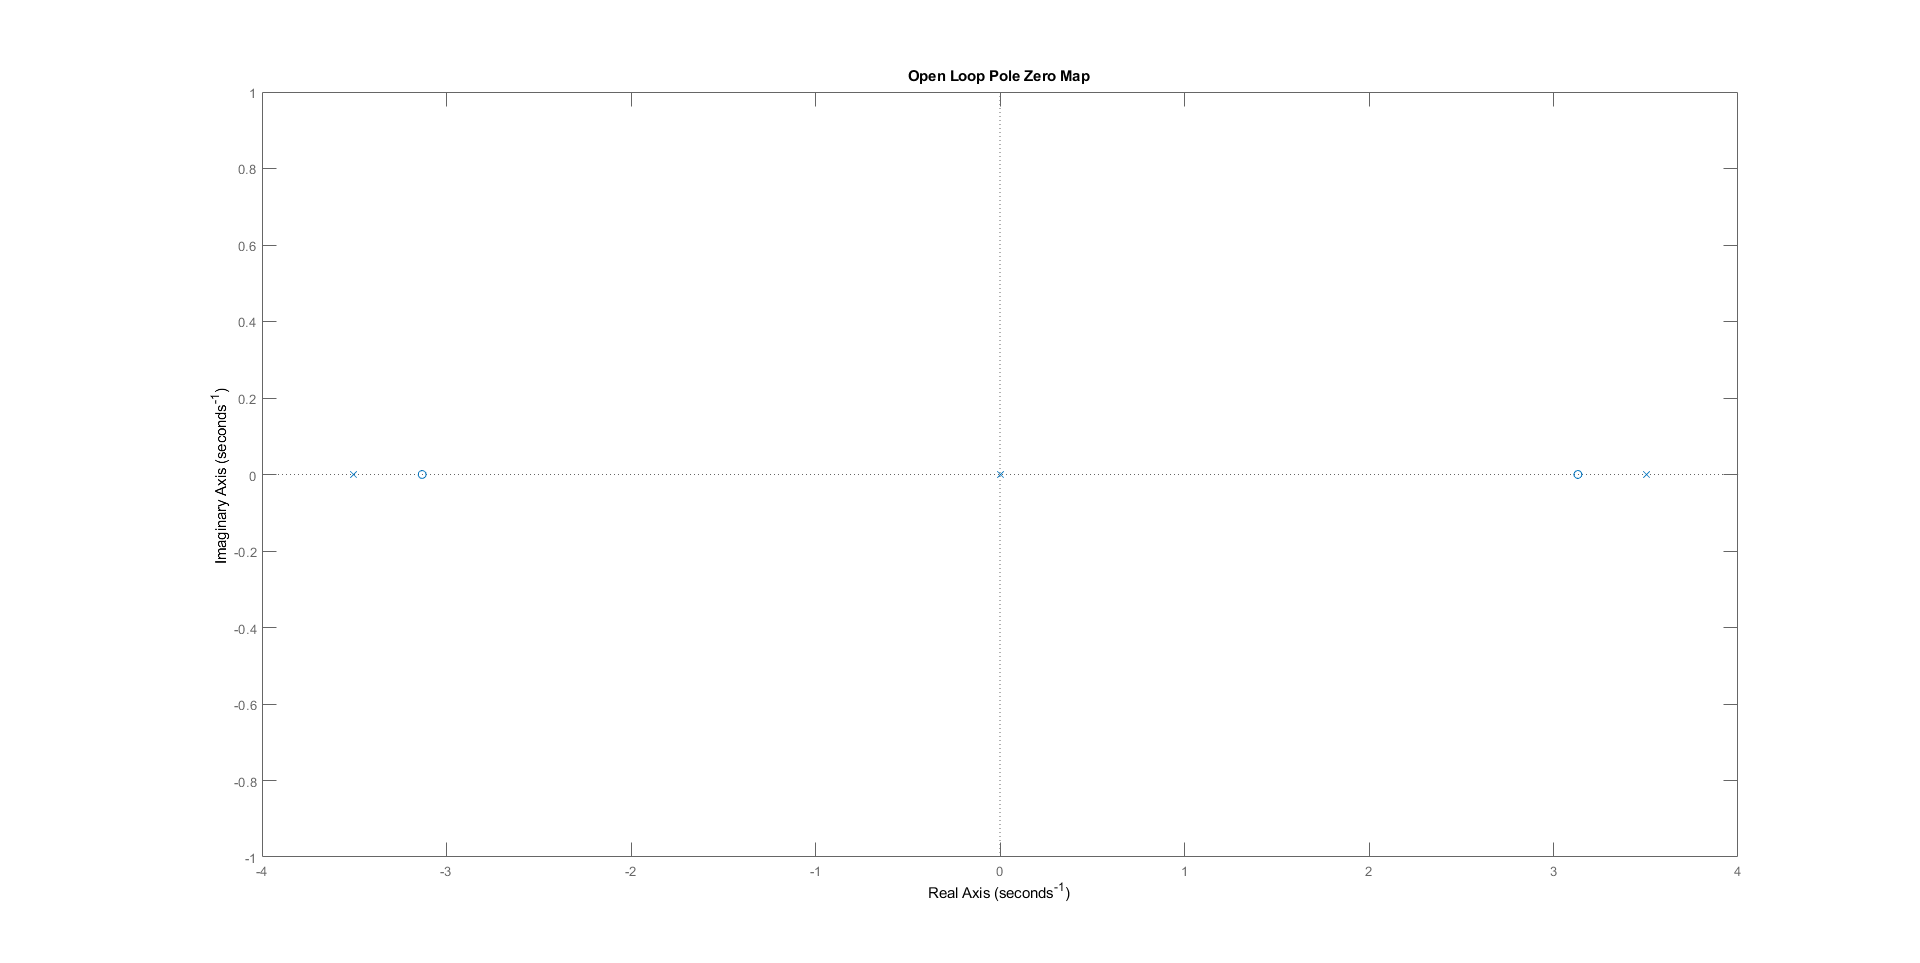 Open Loop Pole Zero Map
1
0.8
0.6
0.4
0.2
0
-0.2
-0.4
-0.6
-0.8
-1
Imaginary Axis (seconds⁻¹)
-4 -3 -2 -1 0 1 2 3 4
Real Axis (seconds⁻¹)